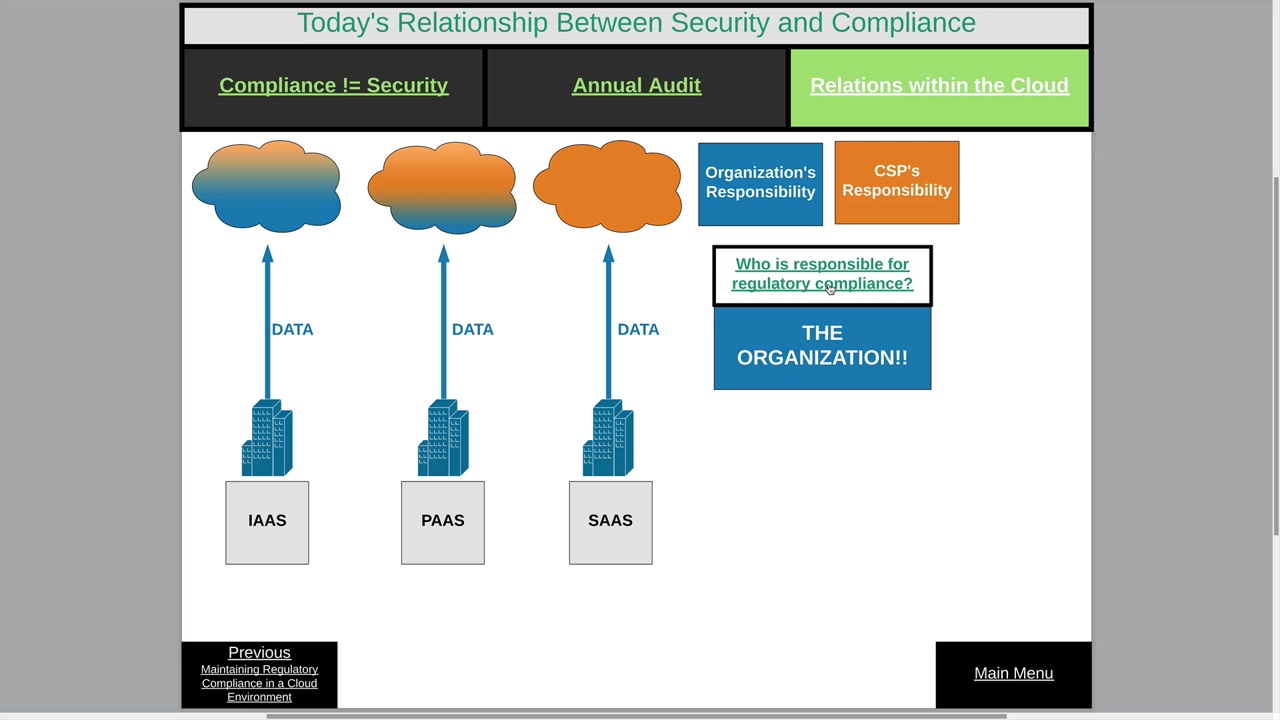 Today's Relationship Between Security and Compliance
Compliance != Security
Annual Audit
Relations within the Cloud
Organization's
Responsibility
CSP's
Responsibility
Who is responsible for
regulatory compliance?
THE
ORGANIZATION!!
DATA
DATA
DATA
IAAS
PAAS
SAAS
Previous
Maintaining Regulatory
Compliance in a Cloud
Environment
Main Menu